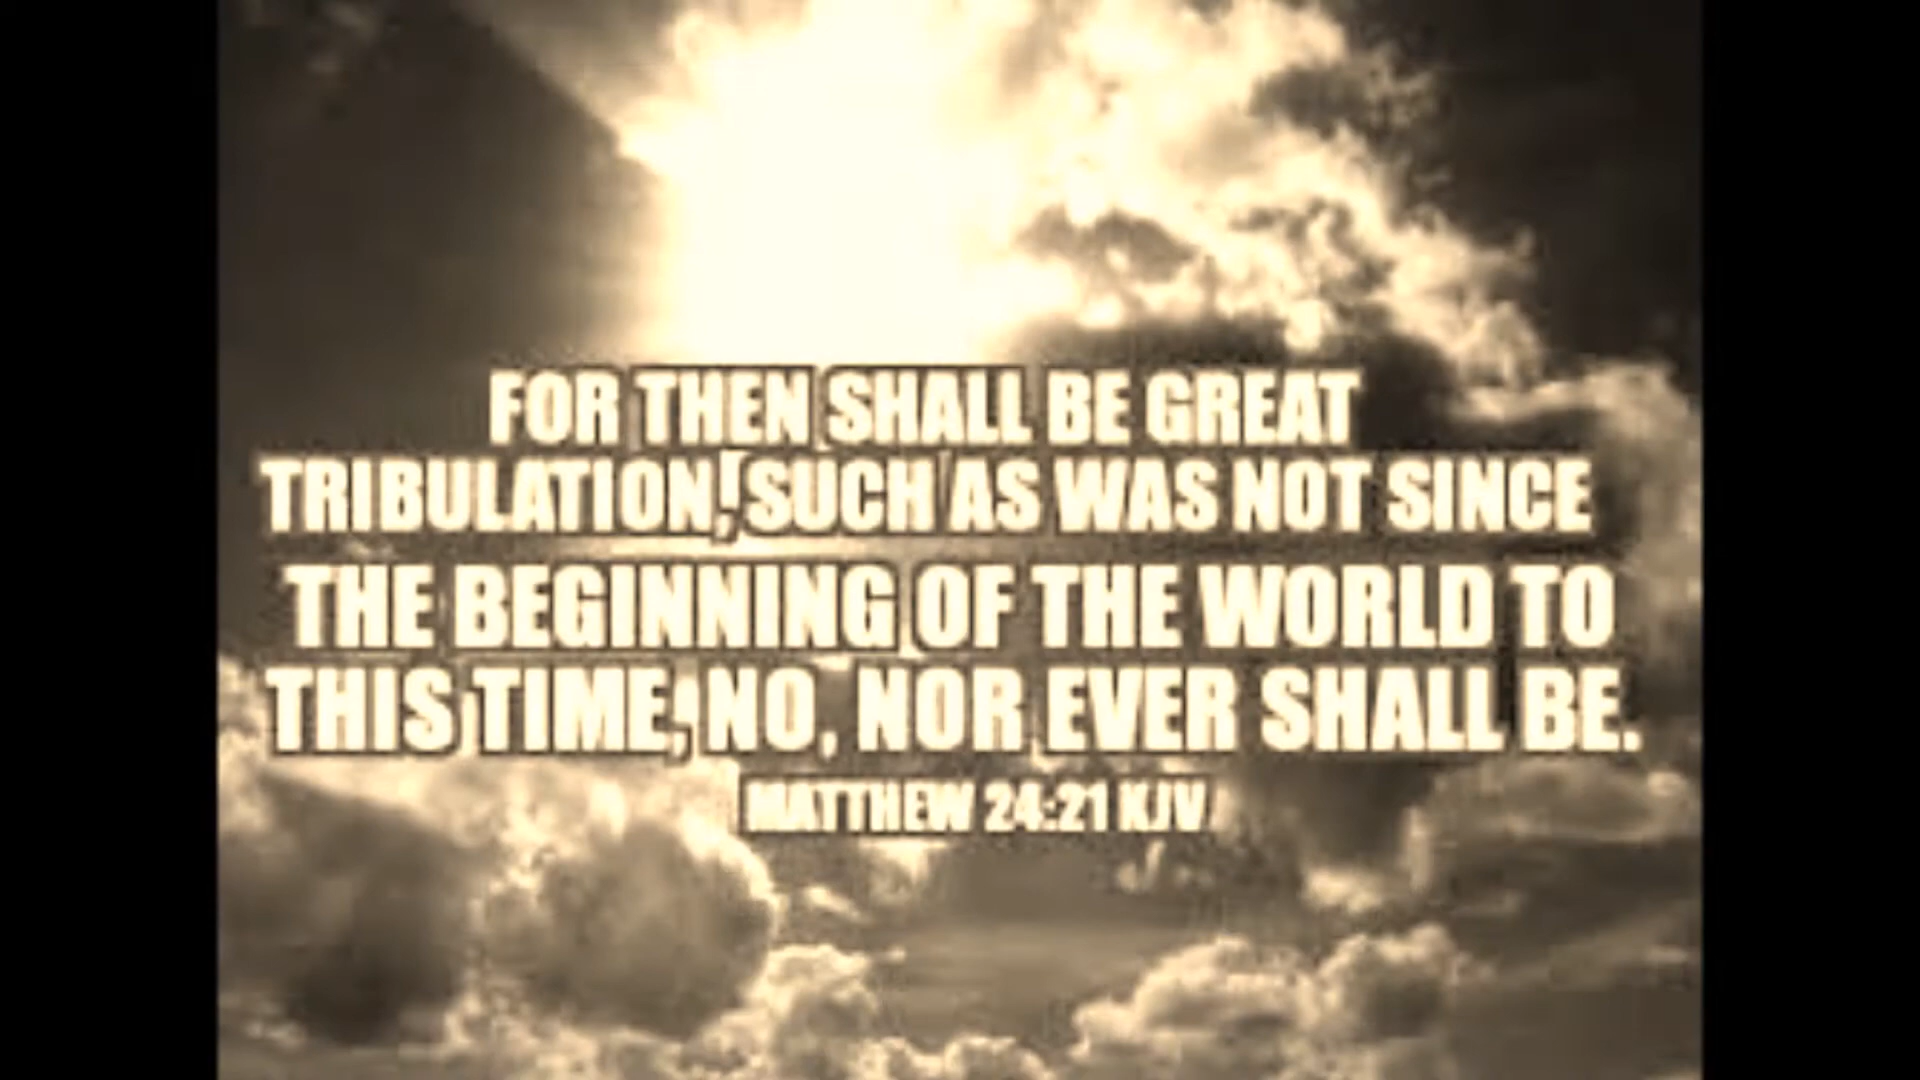 FOR THEN SHALL BE GREAT
TRIBULATION, SUCH AS WAS NOT SINCE
THE BEGINNING OF THE WORLD TO
THIS TIME, NO, NOR EVER SHALL BE.
MATTHEW 24:21 KJV